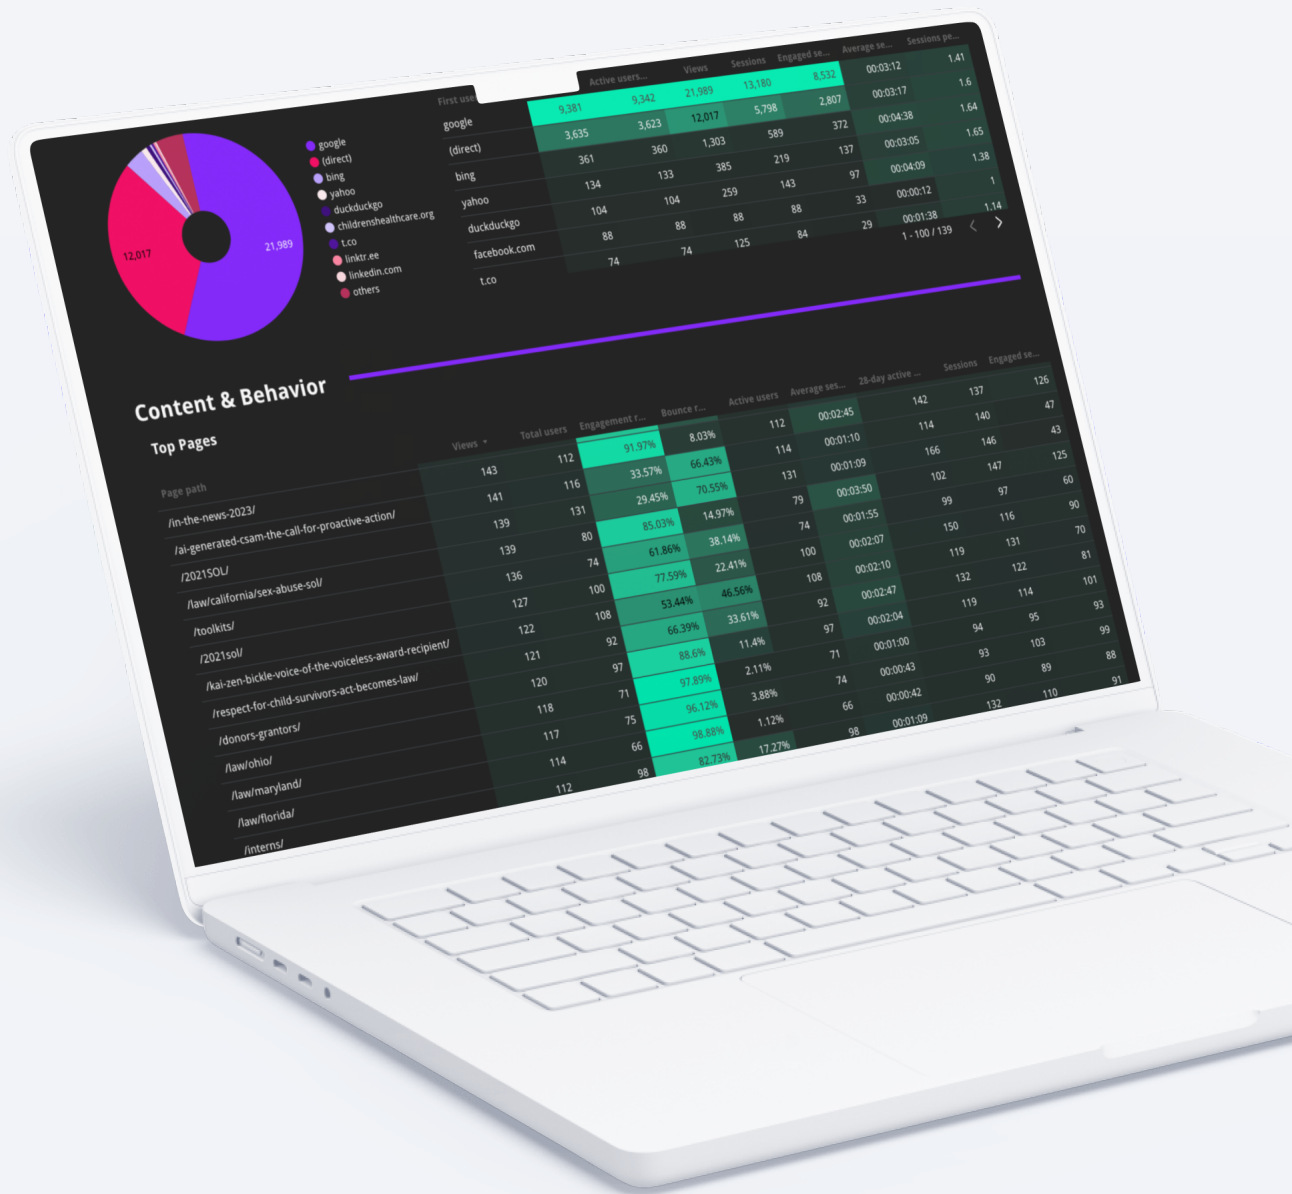 12,017
21,989
google
(direct)
bing
yahoo
duckduckgo
childrenshealthcare.org
t.co
linktr.ee
linkedin.com
others
First use Active users... Views Sessions Engaged se... Average se... Sessions pe...
google 9,381 9,342 21,989 13,180 8,532 00:03:12 1.41
(direct) 3,635 3,623 12,017 5,798 2,807 00:03:17 1.6
bing 361 360 1,303 589 372 00:04:38 1.64
yahoo 134 133 385 219 137 00:03:05 1.65
duckduckgo 104 104 259 143 97 00:04:09 1.38
facebook.com 88 88 88 88 33 00:00:12 1
t.co 74 74 125 84 29 00:01:38 1.14
1 - 100 / 139
Content & Behavior
Top Pages
Page path Views Total users Engagement r... Bounce r... Active users Average ses... 28-day active ... Sessions Engaged se...
/in-the-news-2023/ 143 112 91.97% 8.03% 112 00:02:45 142 137 126
/ai-generated-csam-the-call-for-proactive-action/ 141 116 33.57% 66.43% 114 00:01:10 114 140 47
/2021SOL/ 139 131 29.45% 70.55% 131 00:01:09 166 146 43
/law/california/sex-abuse-sol/ 139 80 85.03% 14.97% 79 00:03:50 102 147 125
/toolkits/ 136 74 61.86% 38.14% 74 00:01:55 99 97 60
/2021sol/ 127 100 77.59% 22.41% 100 00:02:07 150 116 90
/kai-zen-bickle-voice-of-the-voiceless-award-recipient/ 122 108 53.44% 46.56% 108 00:02:10 119 131 70
/respect-for-child-survivors-act-becomes-law/ 121 92 66.39% 33.61% 92 00:02:47 132 122 81
/donors-grantors/ 120 97 88.6% 11.4% 97 00:02:04 119 114 101
/law/ohio/ 118 71 97.89% 2.11% 71 00:01:00 94 95 93
/law/maryland/ 117 75 96.12% 3.88% 74 00:00:43 93 103 99
/law/florida/ 114 66 98.88% 1.12% 66 00:00:42 90 89 88
/interns/ 112 98 82.73% 17.27% 98 00:01:09 132 110 91